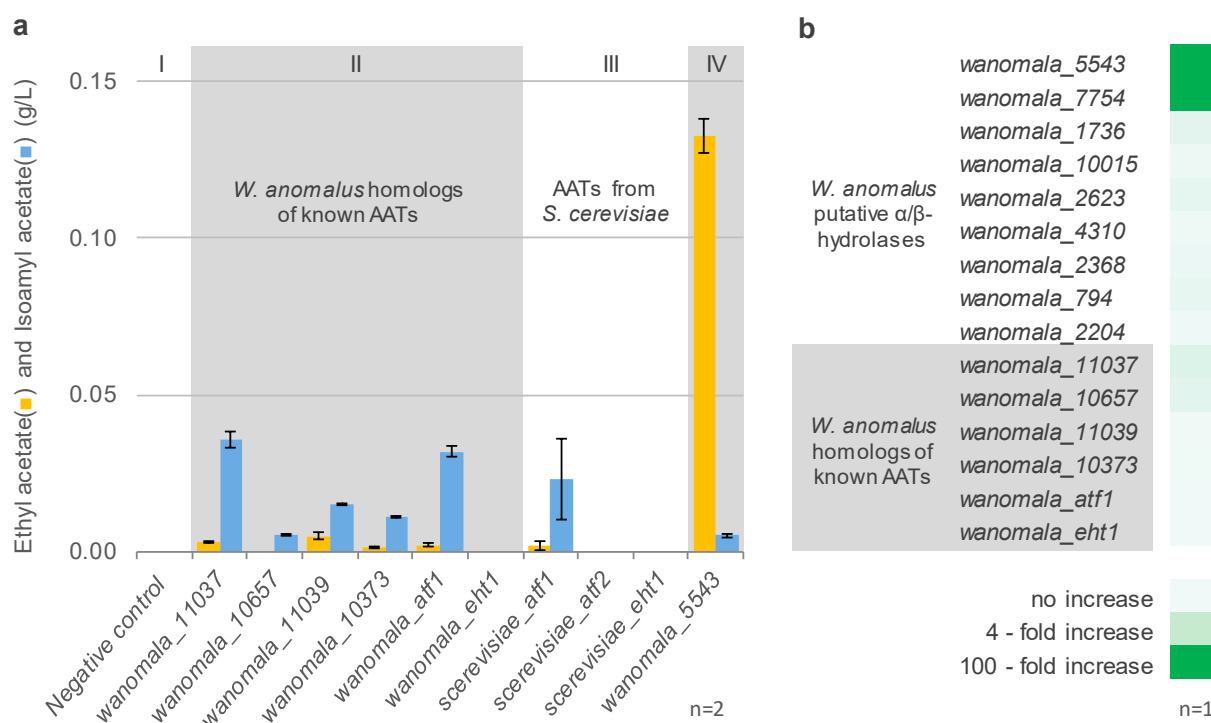 a
Ethyl acetate(■) and Isoamyl acetate(■) (g/L)
I
II
III
IV
0.15
0.10
0.05
0.00
W. anomalus homologs
of known AATs
AATs from
S. cerevisiae
Negative control
wanomala_11037
wanomala_10657
wanomala_11039
wanomala_10373
wanomala_atf1
wanomala_eht1
scerevisiae_atf1
scerevisiae_atf2
scerevisiae_eht1
wanomala_5543
n=2
b
W. anomalus
putative α/β-
hydrolases
wanomala_5543
wanomala_7754
wanomala_1736
wanomala_10015
wanomala_2623
wanomala_4310
wanomala_2368
wanomala_794
wanomala_2204
W. anomalus
homologs of
known AATs
wanomala_11037
wanomala_10657
wanomala_11039
wanomala_10373
wanomala_atf1
wanomala_eht1
no increase
4 - fold increase
100 - fold increase
n=1